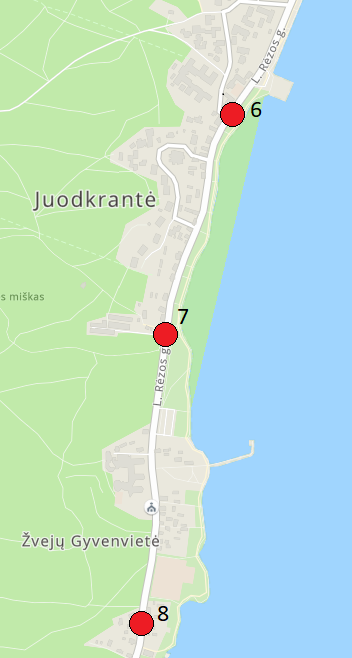 L. Rėzos g.
6
Juodkrantė
s miškas
7
L. Rėzos g.
Žvejų Gyvenvietė
8